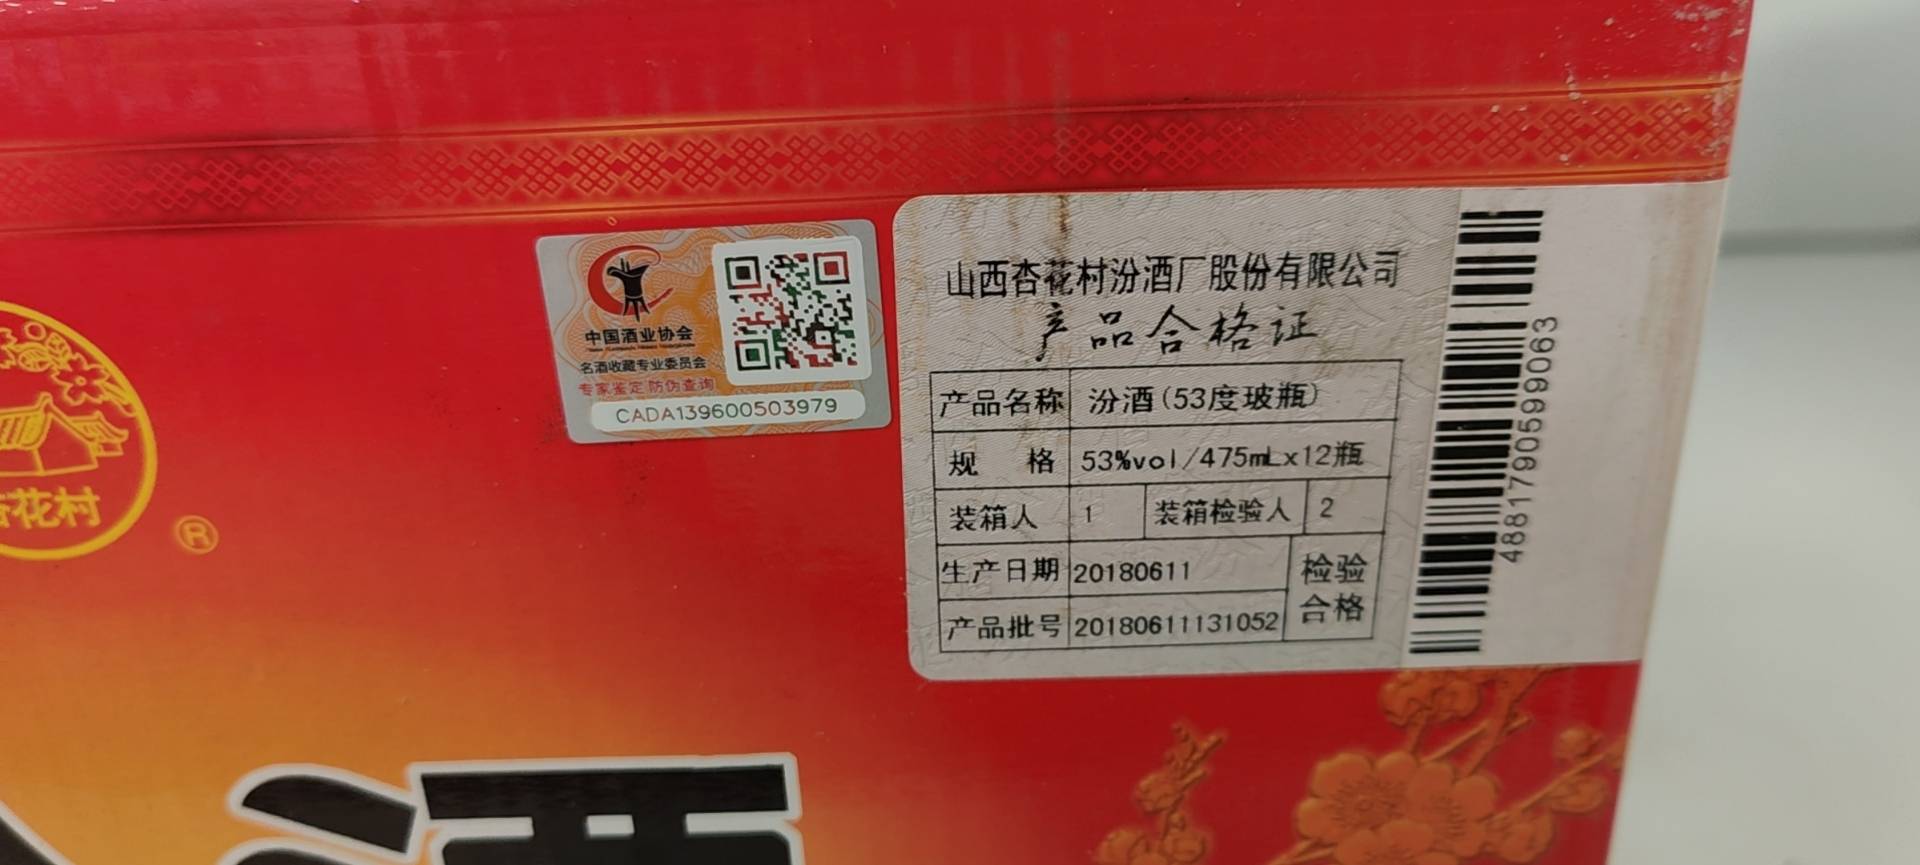 杏花村
®
中国酒业协会
名酒收藏专业委员会
专家鉴定 防伪查询
CADA139600503979
山西杏花村汾酒厂股份有限公司
产品合格证
产品名称 汾酒(53度玻瓶)
规 格 53%vol/475mLx12瓶
装箱人 1 装箱检验人 2
生产日期 20180611 检验
产品批号 20180611131052 合格
4881790599063
酒